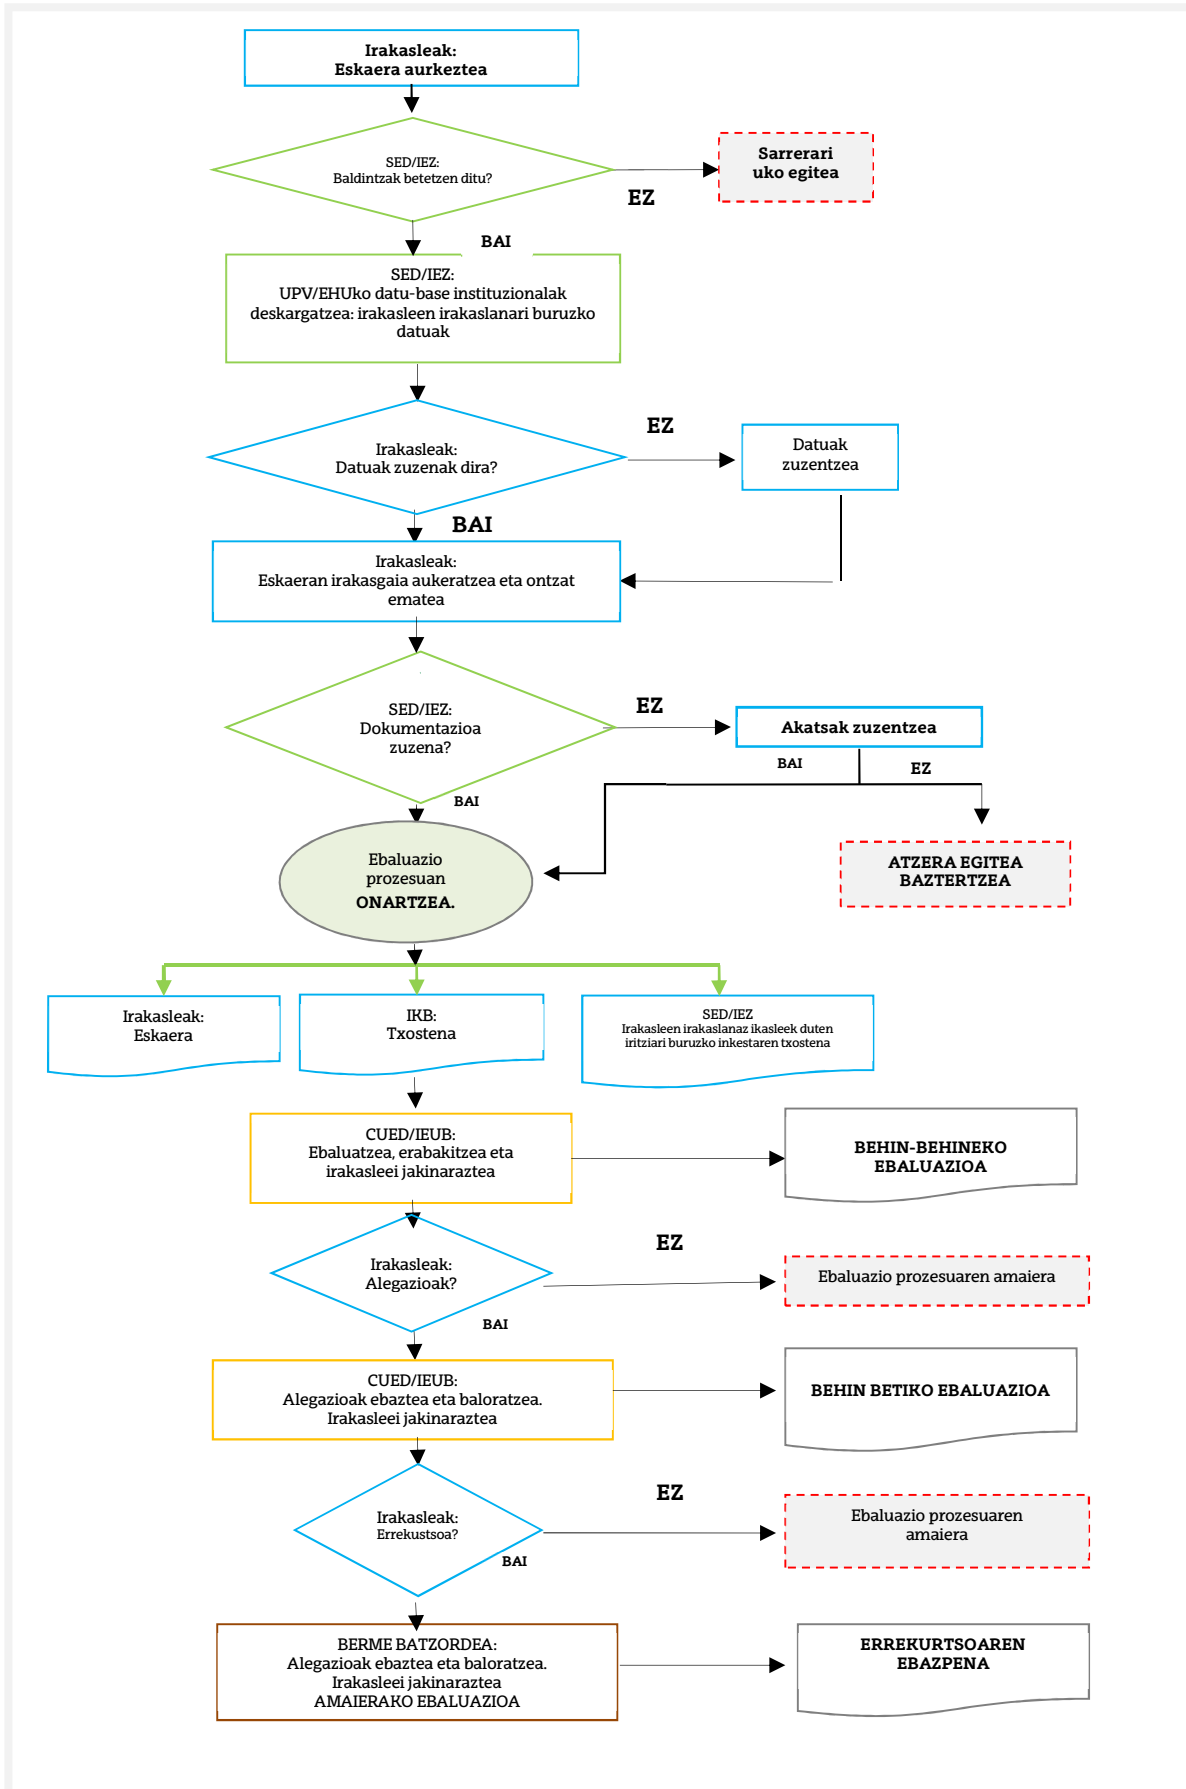 Irakasleak:
Eskaera aurkeztea
SED/IEZ:
Baldintzak betetzen ditu?
Sarrerari
uko egitea
EZ
BAI
SED/IEZ:
UPV/EHUko datu-base instituzionalak
deskargatzea: irakasleen irakaslanari buruzko
datuak
EZ
Irakasleak:
Datuak zuzenak dira?
Datuak
zuzentzea
BAI
Irakasleak:
Eskaeran irakasgaia aukeratzea eta ontzat
ematea
SED/IEZ:
Dokumentazioa
zuzena?
EZ
Akatsak zuzentzea
BAI
EZ
BAI
Ebaluazio
prozesuan
ONARTZEA.
ATZERA EGITEA
BAZTERTZEA
Irakasleak:
Eskaera
IKB:
Txostena
SED/IEZ
Irakasleen irakaslanaz ikasleek duten
iritziari buruzko inkestaren txostena
CUED/IEUB:
Ebaluatzea, erabakitzea eta
irakasleei jakinaraztea
BEHIN-BEHINEKO
EBALUAZIOA
Irakasleak:
Alegazioak?
EZ
Ebaluazio prozesuaren amaiera
BAI
CUED/IEUB:
Alegazioak ebaztea eta baloratzea.
Irakasleei jakinaraztea
BEHIN BETIKO EBALUAZIOA
Irakasleak:
Errekustsoa?
EZ
Ebaluazio prozesuaren
amaiera
BAI
BERME BATZORDEA:
Alegazioak ebaztea eta baloratzea.
Irakasleei jakinaraztea
AMAIERAKO EBALUAZIOA
ERREKURTSOAREN
EBAZPENA